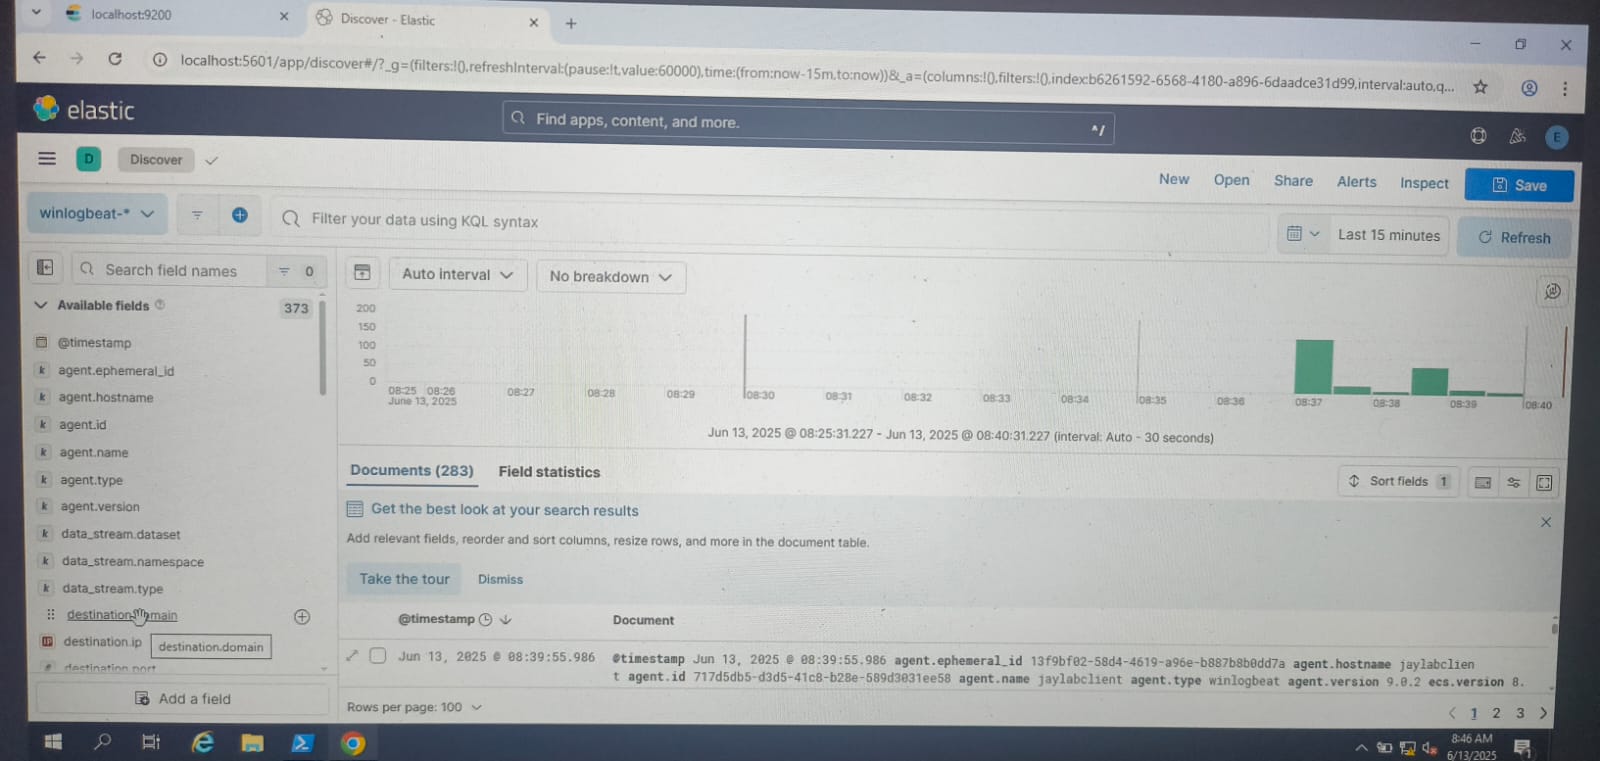 localhost:9200
Discover - Elastic
localhost:5601/app/discover#/?_g=(filters:!(),refreshInterval:(pause:!t,value:60000),time:(from:now-15m,to:now))&_a=(columns:!(),filters:!(),index:b6261592-6568-4180-a896-6daadce31d99,interval:auto,q...
elastic
Find apps, content, and more.
^/
E
D
Discover
New
Open
Share
Alerts
Inspect
Save
winlogbeat-*
Filter your data using KQL syntax
Last 15 minutes
Refresh
Search field names
0
Auto interval
No breakdown
Available fields
373
@timestamp
k agent.ephemeral_id
k agent.hostname
k agent.id
k agent.name
k agent.type
k agent.version
k data_stream.dataset
k data_stream.namespace
k data_stream.type
destination.domain
IP destination.ip
destination.domain
# destination.port
Add a field
200
150
100
50
0
08:25 08:26 08:27 08:28 08:29 08:30 08:31 08:32 08:33 08:34 08:35 08:36 08:37 08:38 08:39 08:40
June 13, 2025
Jun 13, 2025 @ 08:25:31.227 - Jun 13, 2025 @ 08:40:31.227 (interval: Auto - 30 seconds)
Documents (283)
Field statistics
Sort fields 1
Get the best look at your search results
Add relevant fields, reorder and sort columns, resize rows, and more in the document table.
Take the tour
Dismiss
@timestamp
Document
Jun 13, 2025 @ 08:39:55.986
@timestamp Jun 13, 2025 @ 08:39:55.986 agent.ephemeral_id 13f9bf02-58d4-4619-a96e-b887b8b0dd7a agent.hostname jaylabclien
t agent.id 717d5db5-d3d5-41c8-b28e-589d3031ee58 agent.name jaylabclient agent.type winlogbeat agent.version 9.0.2 ecs.version 8.
Rows per page: 100
1 2 3
8:46 AM
6/13/2025
1